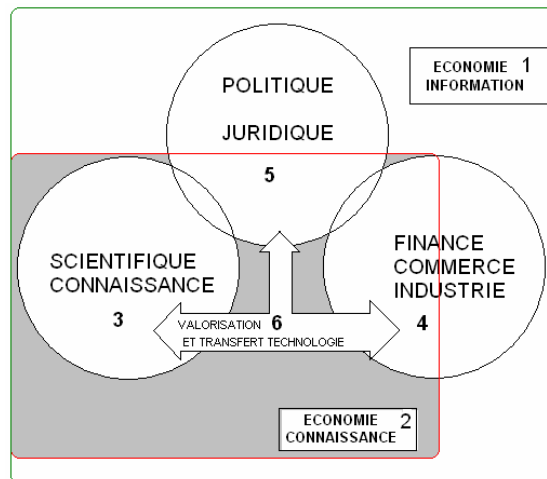 POLITIQUE
JURIDIQUE
5
ECONOMIE 1
INFORMATION
SCIENTIFIQUE
CONNAISSANCE
3
FINANCE
COMMERCE
INDUSTRIE
4
VALORISATION 6
ET TRANSFERT TECHNOLOGIE
ECONOMIE 2
CONNAISSANCE